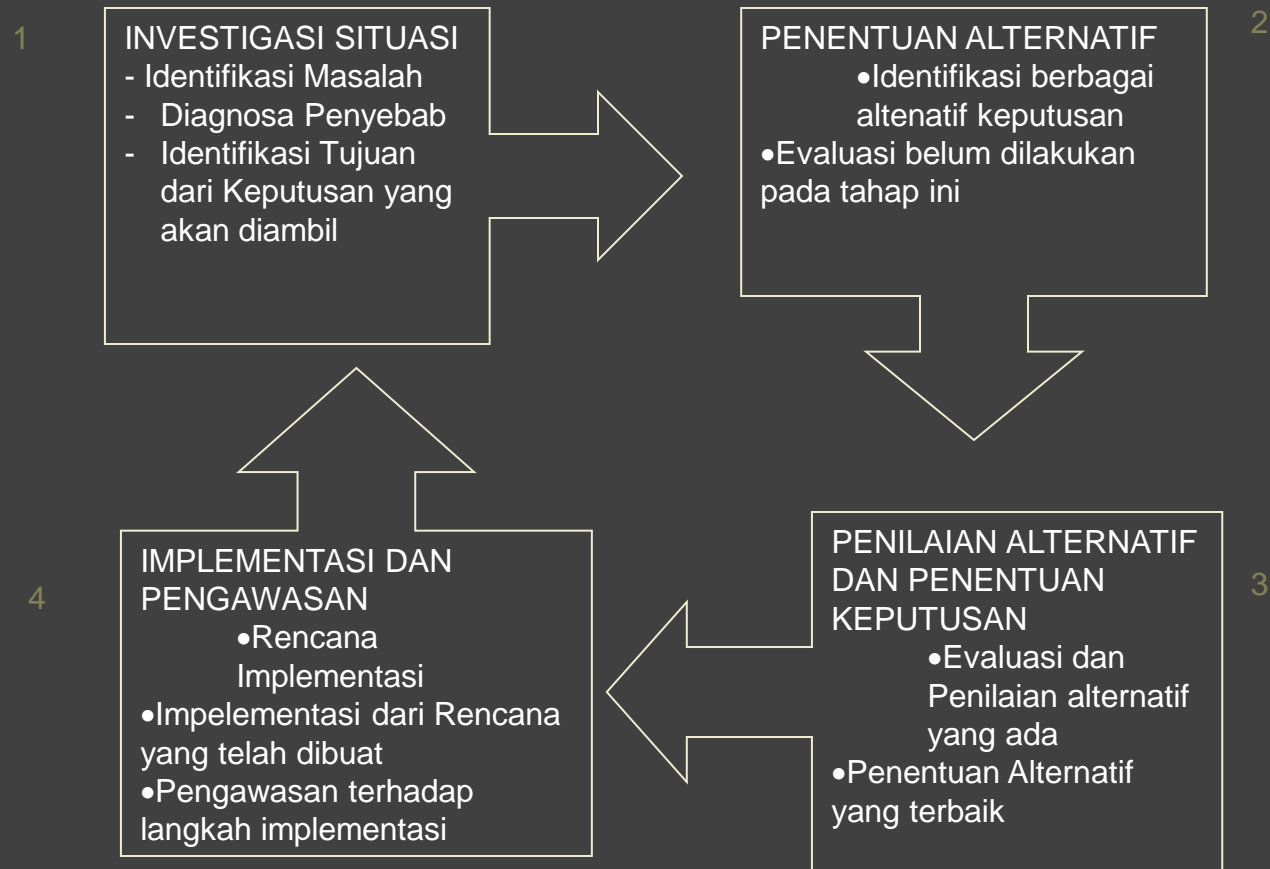 1
INVESTIGASI SITUASI
- Identifikasi Masalah
- Diagnosa Penyebab
- Identifikasi Tujuan
dari Keputusan yang
akan diambil
2
PENENTUAN ALTERNATIF
•Identifikasi berbagai
altenatif keputusan
•Evaluasi belum dilakukan
pada tahap ini
3
PENILAIAN ALTERNATIF
DAN PENENTUAN
KEPUTUSAN
•Evaluasi dan
Penilaian alternatif
yang ada
•Penentuan Alternatif
yang terbaik
4
IMPLEMENTASI DAN
PENGAWASAN
•Rencana
Implementasi
•Impelementasi dari Rencana
yang telah dibuat
•Pengawasan terhadap
langkah implementasi